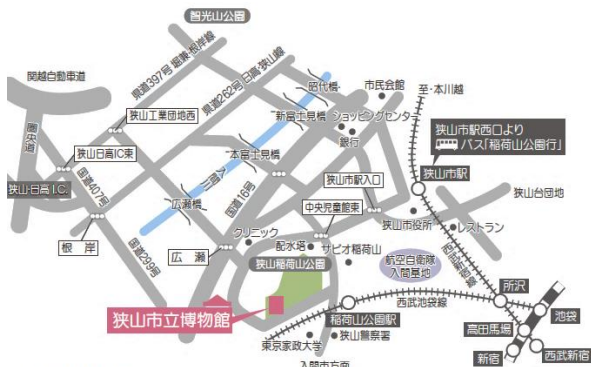 智光山公園
関越自動車道
県道397号 堀兼・根岸線
県道262号 日高・狭山線
昭代橋
市民会館
至・本川越
狭山工業団地西
新富士見橋
ショッピングセンター
銀行
狭山市駅西口より
バス「稲荷山公園行」
圏央道
狭山日高IC東
本富士見橋
狭山市駅入口
狭山市駅
狭山・日高 I.C.
国道407号
入間川
国道16号
広瀬橋
中央児童館東
狭山台団地
狭山市役所
レストラン
クリニック
根 岸
国道299号
広 瀬
配水塔
サピオ稲荷山
狭山稲荷山公園
航空自衛隊
入間基地
西武新宿線
所沢
西武池袋線
池袋
狭山市立博物館
稲荷山公園駅
高田馬場
東京家政大学
狭山警察署
新宿
西武新宿
入間市方面